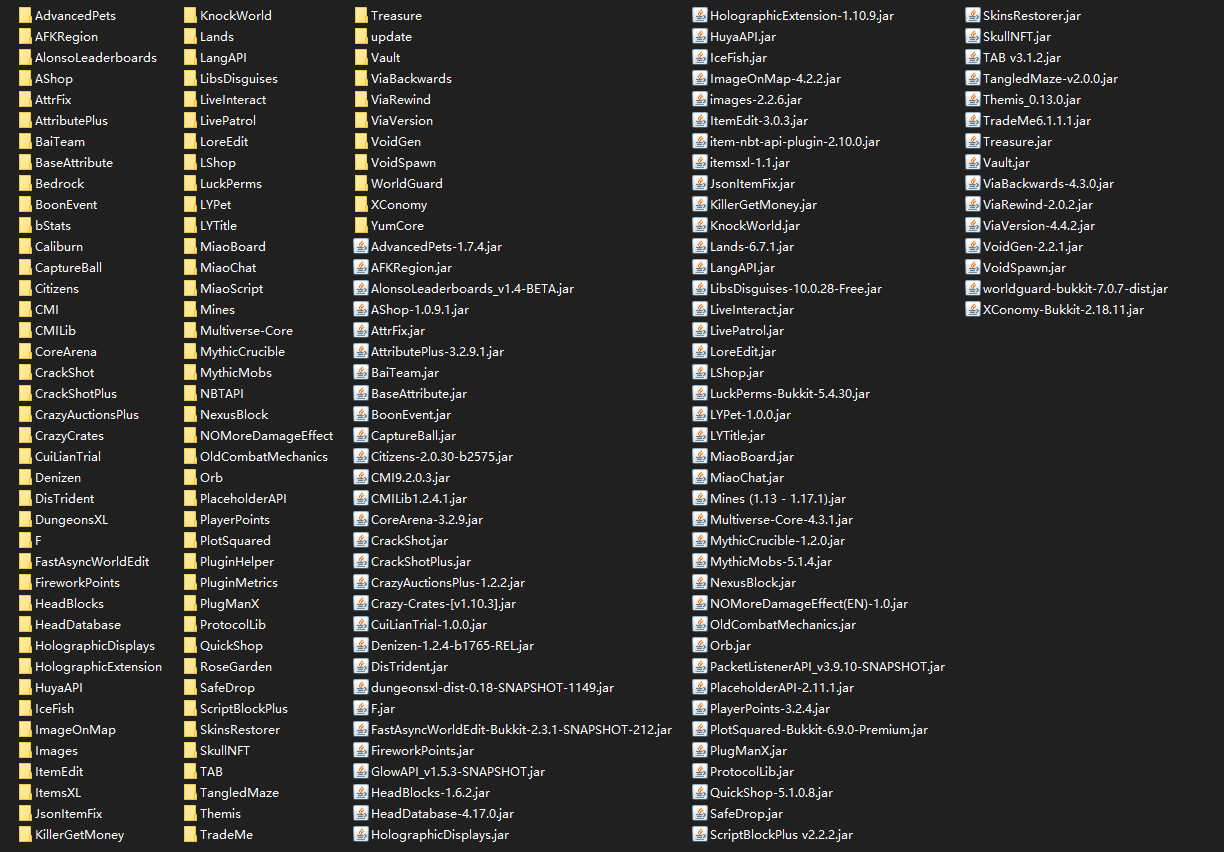 AdvancedPets
AFKRegion
AlonsoLeaderboards
AShop
AttrFix
AttributePlus
BaiTeam
BaseAttribute
Bedrock
BoonEvent
bStats
Caliburn
CaptureBall
Citizens
CMI
CMILib
CoreArena
CrackShot
CrackShotPlus
CrazyAuctionsPlus
CrazyCrates
CuiLianTrial
Denizen
DisTrident
DungeonsXL
F
FastAsyncWorldEdit
FireworkPoints
HeadBlocks
HeadDatabase
HolographicDisplays
HolographicExtension
HuyaAPI
IceFish
ImageOnMap
Images
ItemEdit
ItemsXL
JsonItemFix
KillerGetMoney
KnockWorld
Lands
LangAPI
LibsDisguises
LiveInteract
LivePatrol
LoreEdit
LShop
LuckPerms
LYPet
LYTitle
MiaoBoard
MiaoChat
MiaoScript
Mines
Multiverse-Core
MythicCrucible
MythicMobs
NBTAPI
NexusBlock
NOMoreDamageEffect
OldCombatMechanics
Orb
PlaceholderAPI
PlayerPoints
PlotSquared
PluginHelper
PluginMetrics
PlugManX
ProtocolLib
QuickShop
RoseGarden
SafeDrop
ScriptBlockPlus
SkinsRestorer
SkullNFT
TAB
TangledMaze
Themis
TradeMe
Treasure
update
Vault
ViaBackwards
ViaRewind
ViaVersion
VoidGen
VoidSpawn
WorldGuard
XConomy
YumCore
AdvancedPets-1.7.4.jar
AFKRegion.jar
AlonsoLeaderboards_v1.4-BETA.jar
AShop-1.0.9.1.jar
AttrFix.jar
AttributePlus-3.2.9.1.jar
BaiTeam.jar
BaseAttribute.jar
BoonEvent.jar
CaptureBall.jar
Citizens-2.0.30-b2575.jar
CMI9.2.0.3.jar
CMILib1.2.4.1.jar
CoreArena-3.2.9.jar
CrackShot.jar
CrackShotPlus.jar
CrazyAuctionsPlus-1.2.2.jar
Crazy-Crates-[v1.10.3].jar
CuiLianTrial-1.0.0.jar
Denizen-1.2.4-b1765-REL.jar
DisTrident.jar
dungeonsxl-dist-0.18-SNAPSHOT-1149.jar
F.jar
FastAsyncWorldEdit-Bukkit-2.3.1-SNAPSHOT-212.jar
FireworkPoints.jar
GlowAPI_v1.5.3-SNAPSHOT.jar
HeadBlocks-1.6.2.jar
HeadDatabase-4.17.0.jar
HolographicDisplays.jar
HolographicExtension-1.10.9.jar
HuyaAPI.jar
IceFish.jar
ImageOnMap-4.2.2.jar
images-2.2.6.jar
ItemEdit-3.0.3.jar
item-nbt-api-plugin-2.10.0.jar
itemsxl-1.1.jar
JsonItemFix.jar
KillerGetMoney.jar
KnockWorld.jar
Lands-6.7.1.jar
LangAPI.jar
LibsDisguises-10.0.28-Free.jar
LiveInteract.jar
LivePatrol.jar
LoreEdit.jar
LShop.jar
LuckPerms-Bukkit-5.4.30.jar
LYPet-1.0.0.jar
LYTitle.jar
MiaoBoard.jar
MiaoChat.jar
Mines (1.13 - 1.17.1).jar
Multiverse-Core-4.3.1.jar
MythicCrucible-1.2.0.jar
MythicMobs-5.1.4.jar
NexusBlock.jar
NOMoreDamageEffect(EN)-1.0.jar
OldCombatMechanics.jar
Orb.jar
PacketListenerAPI_v3.9.10-SNAPSHOT.jar
PlaceholderAPI-2.11.1.jar
PlayerPoints-3.2.4.jar
PlotSquared-Bukkit-6.9.0-Premium.jar
PlugManX.jar
ProtocolLib.jar
QuickShop-5.1.0.8.jar
SafeDrop.jar
ScriptBlockPlus v2.2.2.jar
SkinsRestorer.jar
SkullNFT.jar
TAB v3.1.2.jar
TangledMaze-v2.0.0.jar
Themis_0.13.0.jar
TradeMe6.1.1.1.jar
Treasure.jar
Vault.jar
ViaBackwards-4.3.0.jar
ViaRewind-2.0.2.jar
ViaVersion-4.4.2.jar
VoidGen-2.2.1.jar
VoidSpawn.jar
worldguard-bukkit-7.0.7-dist.jar
XConomy-Bukkit-2.18.11.jar